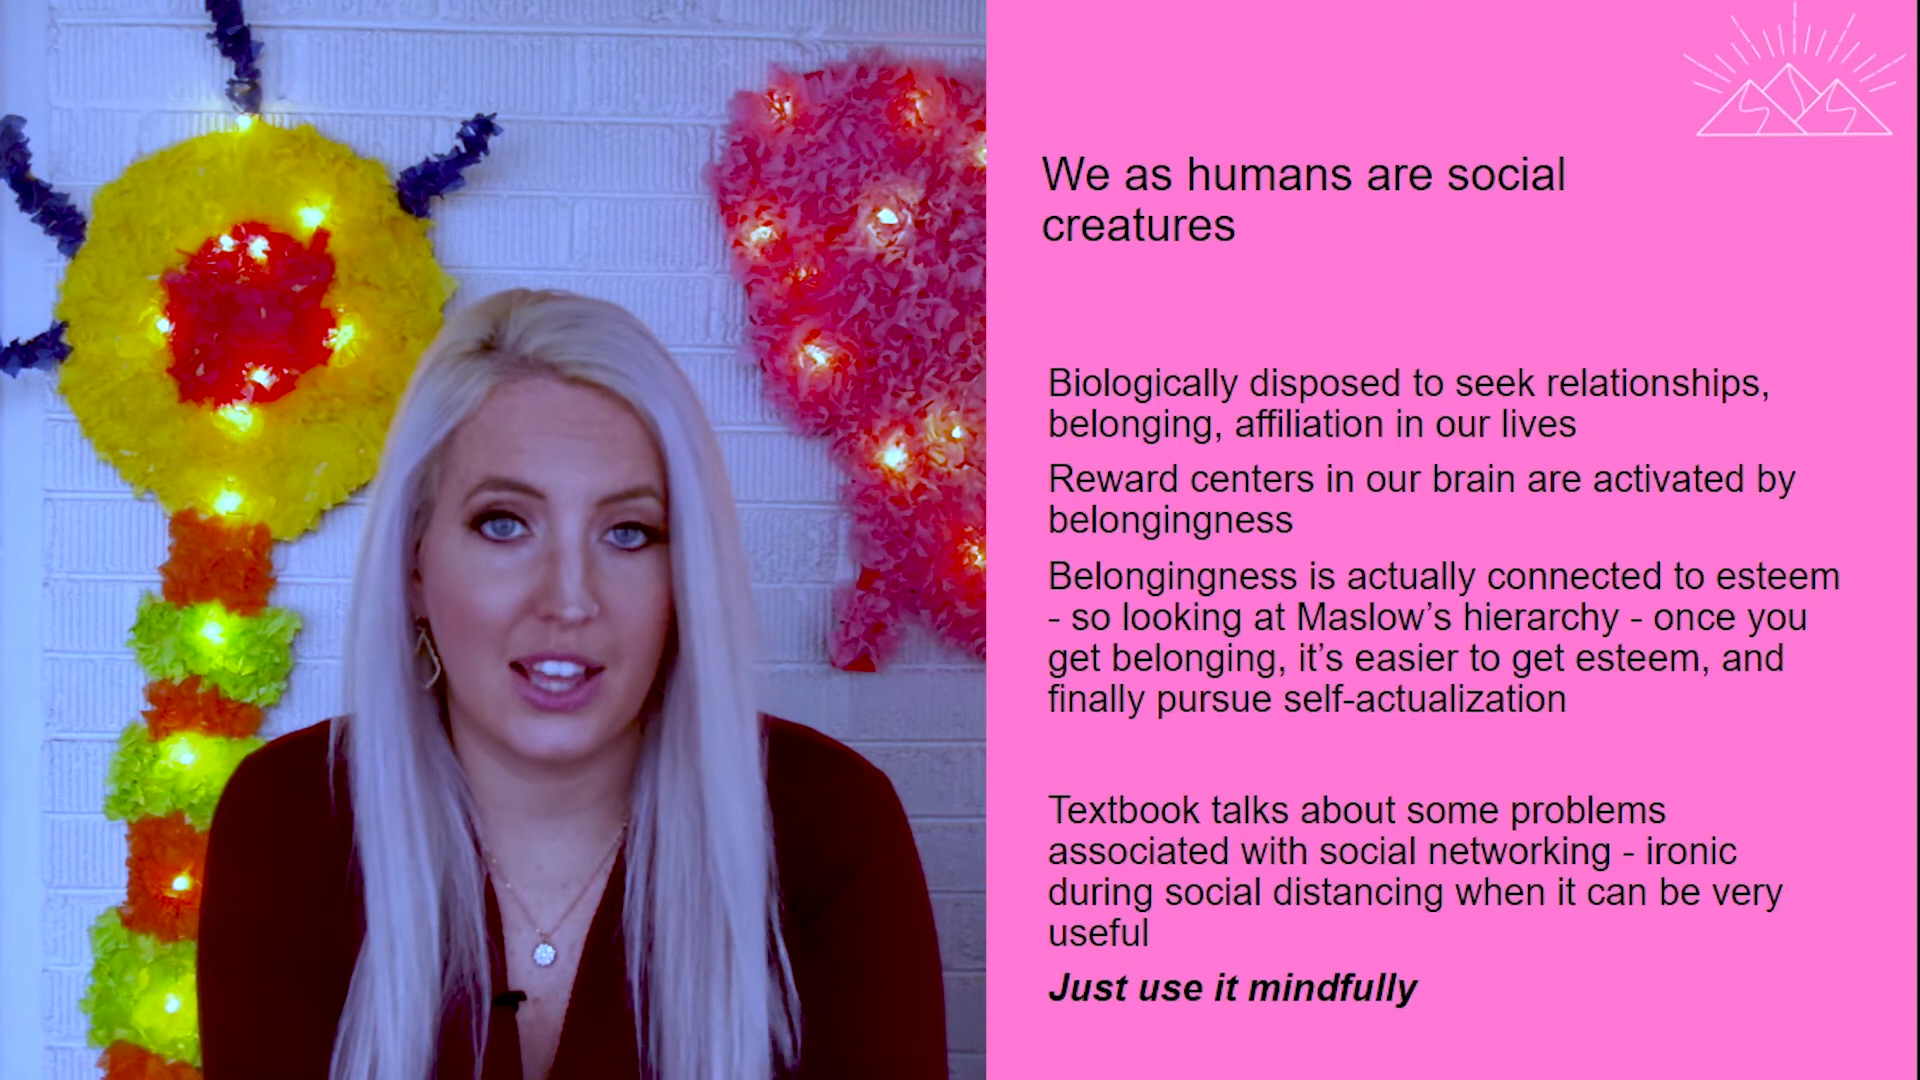 We as humans are social
creatures
Biologically disposed to seek relationships,
belonging, affiliation in our lives
Reward centers in our brain are activated by
belongingness
Belongingness is actually connected to esteem
- so looking at Maslow’s hierarchy - once you
get belonging, it’s easier to get esteem, and
finally pursue self-actualization
Textbook talks about some problems
associated with social networking - ironic
during social distancing when it can be very
useful
Just use it mindfully